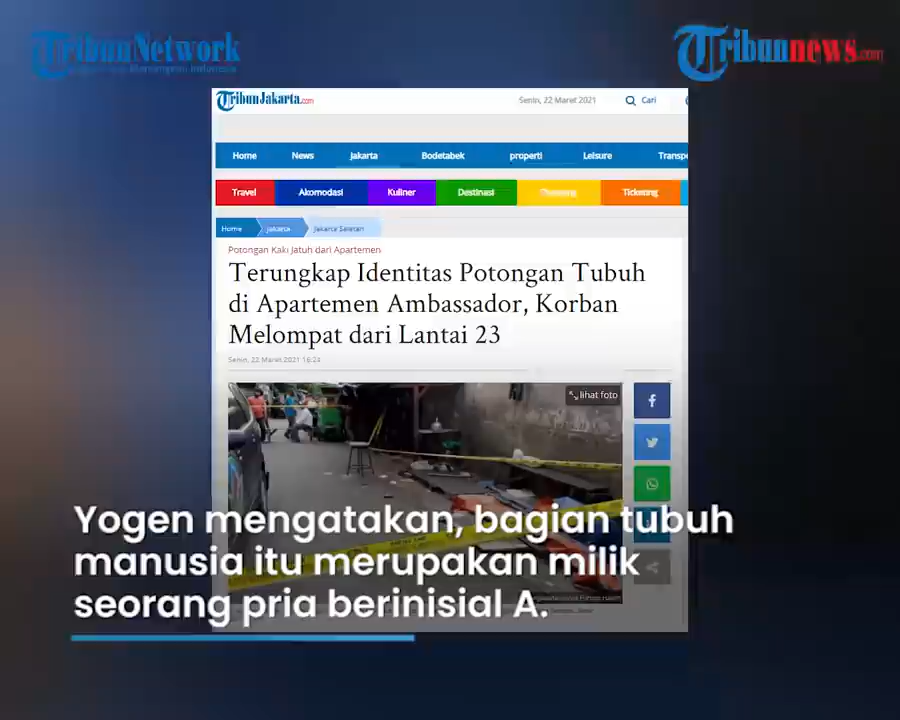 TribunNetwork
Tribunnews.com
TribunJakarta.com
Senin, 22 Maret 2021
Cari
Home News Jakarta Bodetabek properti Leisure Transpo
Travel Akomodasi Kuliner Destinasi Ticketing
Home Jakarta Jakarta Selatan
Potongan Kaki Jatuh dari Apartemen
Terungkap Identitas Potongan Tubuh
di Apartemen Ambassador, Korban
Melompat dari Lantai 23
Senin, 22 Maret 2021 16:24
lihat foto
Yogen mengatakan, bagian tubuh
manusia itu merupakan milik
seorang pria berinisial A.